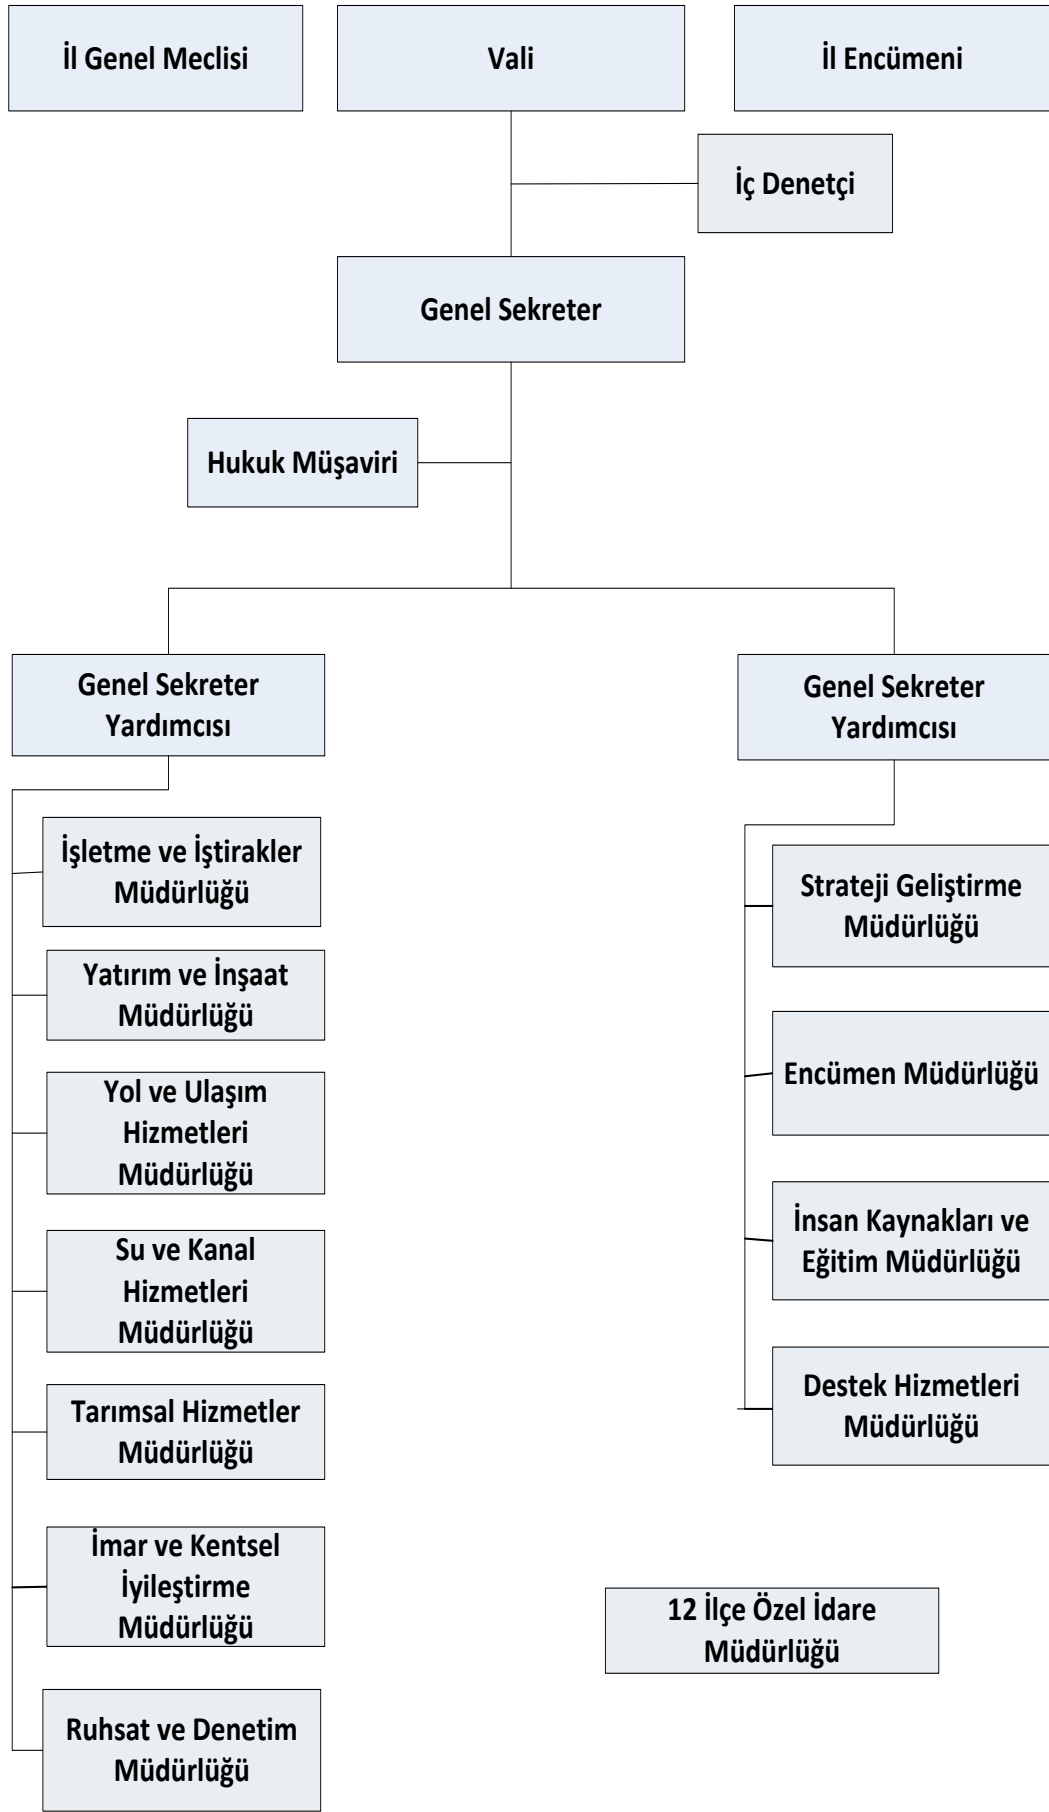 İl Genel Meclisi
Vali
İl Encümeni
İç Denetçi
Genel Sekreter
Hukuk Müşaviri
Genel Sekreter
Yardımcısı
Genel Sekreter
Yardımcısı
İşletme ve İştirakler
Müdürlüğü
Yatırım ve İnşaat
Müdürlüğü
Yol ve Ulaşım
Hizmetleri
Müdürlüğü
Su ve Kanal
Hizmetleri
Müdürlüğü
Tarımsal Hizmetler
Müdürlüğü
İmar ve Kentsel
İyileştirme
Müdürlüğü
Ruhsat ve Denetim
Müdürlüğü
Strateji Geliştirme
Müdürlüğü
Encümen Müdürlüğü
İnsan Kaynakları ve
Eğitim Müdürlüğü
Destek Hizmetleri
Müdürlüğü
12 İlçe Özel İdare
Müdürlüğü